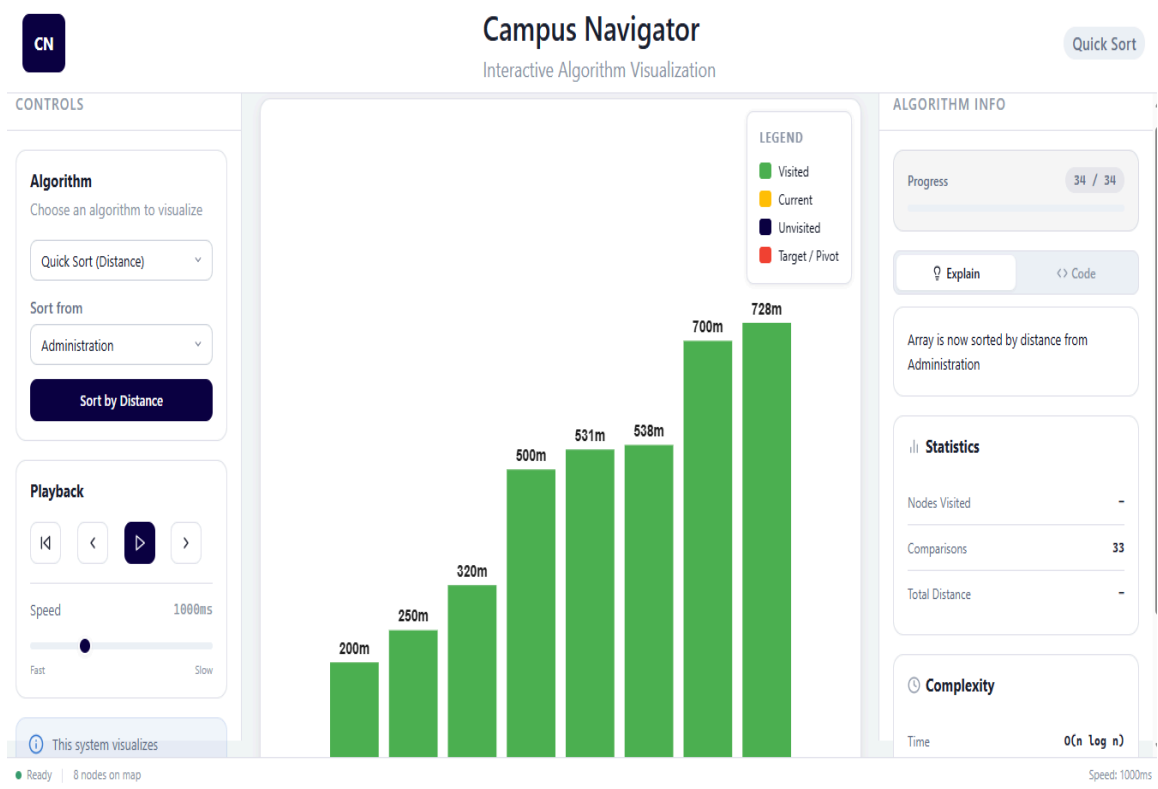 CN
Campus Navigator
Interactive Algorithm Visualization
Quick Sort
CONTROLS
Algorithm
Choose an algorithm to visualize
Quick Sort (Distance)
Sort from
Administration
Sort by Distance
Playback
Speed 1000ms
Fast Slow
This system visualizes
LEGEND
Visited
Current
Unvisited
Target / Pivot
200m
250m
320m
500m
531m
538m
700m
728m
ALGORITHM INFO
Progress 34 / 34
Explain <> Code
Array is now sorted by distance from
Administration
Statistics
Nodes Visited –
Comparisons 33
Total Distance –
Complexity
Time O(n log n)
Ready 8 nodes on map Speed: 1000ms